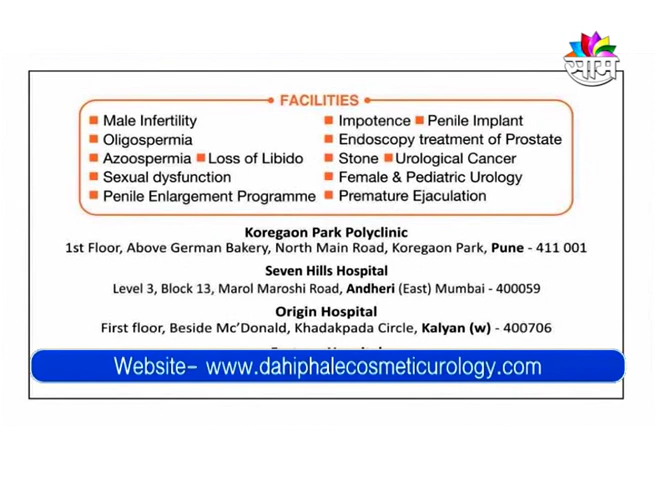 साम
FACILITIES
Male Infertility
Oligospermia
Azoospermia Loss of Libido
Sexual dysfunction
Penile Enlargement Programme
Impotence Penile Implant
Endoscopy treatment of Prostate
Stone Urological Cancer
Female & Pediatric Urology
Premature Ejaculation
Koregaon Park Polyclinic
1st Floor, Above German Bakery, North Main Road, Koregaon Park, Pune - 411 001
Seven Hills Hospital
Level 3, Block 13, Marol Maroshi Road, Andheri (East) Mumbai - 400059
Origin Hospital
First floor, Beside Mc'Donald, Khadakpada Circle, Kalyan (w) - 400706
Website- www.dahiphalecosmeticurology.com